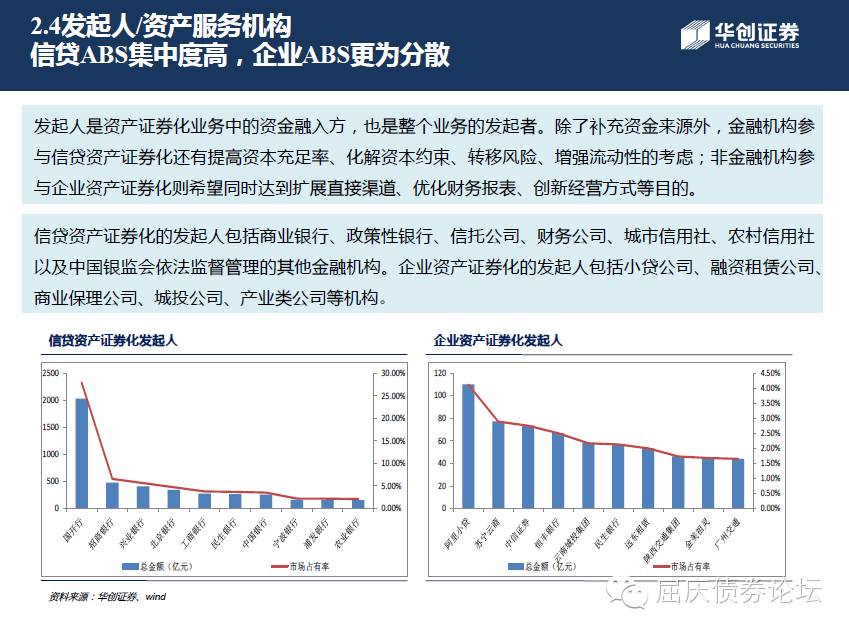 2.4发起人/资产服务机构
信贷ABS集中度高，企业ABS更为分散
华创证券
HUA CHUANG SECURITIES
发起人是资产证券化业务中的资金融入方，也是整个业务的发起者。除了补充资金来源外，金融机构参
与信贷资产证券化还有提高资本充足率、化解资本约束、转移风险、增强流动性的考虑；非金融机构参
与企业资产证券化则希望同时达到扩展直接渠道、优化财务报表、创新经营方式等目的。
信贷资产证券化的发起人包括商业银行、政策性银行、信托公司、财务公司、城市信用社、农村信用社
以及中国银监会依法监督管理的其他金融机构。企业资产证券化的发起人包括小贷公司、融资租赁公司、
商业保理公司、城投公司、产业类公司等机构。
信贷资产证券化发起人
2500
2000
1500
1000
500
0
30.00%
25.00%
20.00%
15.00%
10.00%
5.00%
0.00%
国开行
招商银行
兴业银行
北京银行
工商银行
民生银行
中国银行
宁波银行
浦发银行
农业银行
总金额（亿元）
市场占有率
企业资产证券化发起人
120
100
80
60
40
20
0
4.50%
4.00%
3.50%
3.00%
2.50%
2.00%
1.50%
1.00%
0.50%
0.00%
阿里小贷
苏宁云商
中信证券
恒丰银行
云南城投集团
民生银行
远东租赁
陕西交通集团
金美租赁
广州交通
总金额（亿元）
市场占有率
资料来源：华创证券、wind
屈庆债券论坛